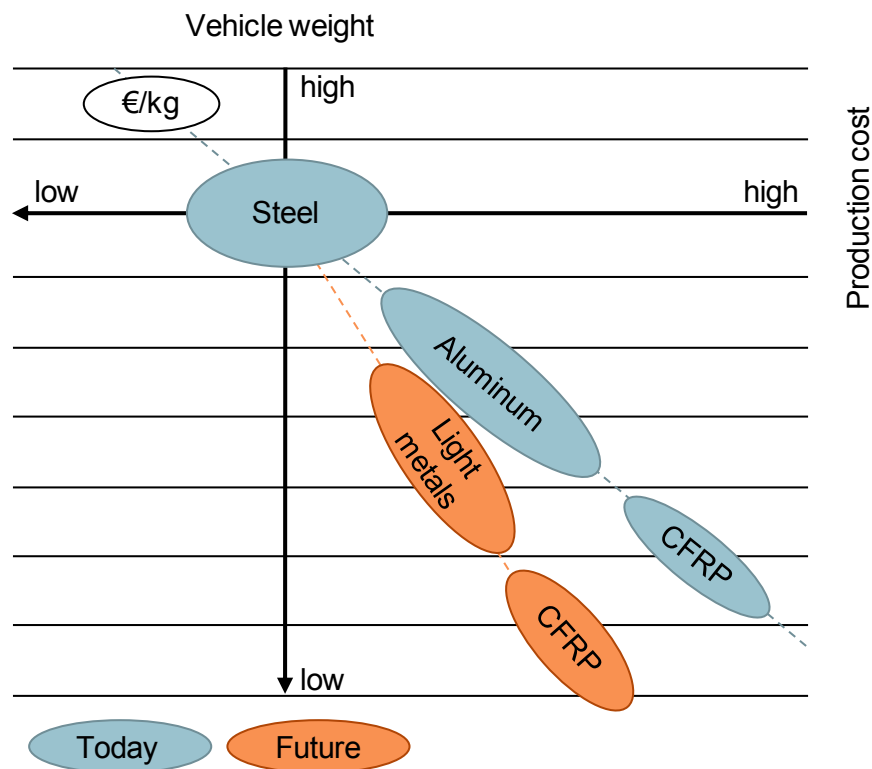 Vehicle weight
€/kg
high
low
high
Production cost
Steel
Aluminum
Light
metals
CFRP
CFRP
low
Today
Future